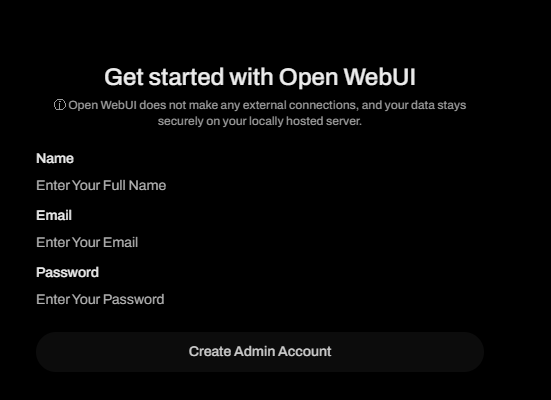 Get started with Open WebUI
ⓘ Open WebUI does not make any external connections, and your data stays
securely on your locally hosted server.
Name
Enter Your Full Name
Email
Enter Your Email
Password
Enter Your Password
Create Admin Account